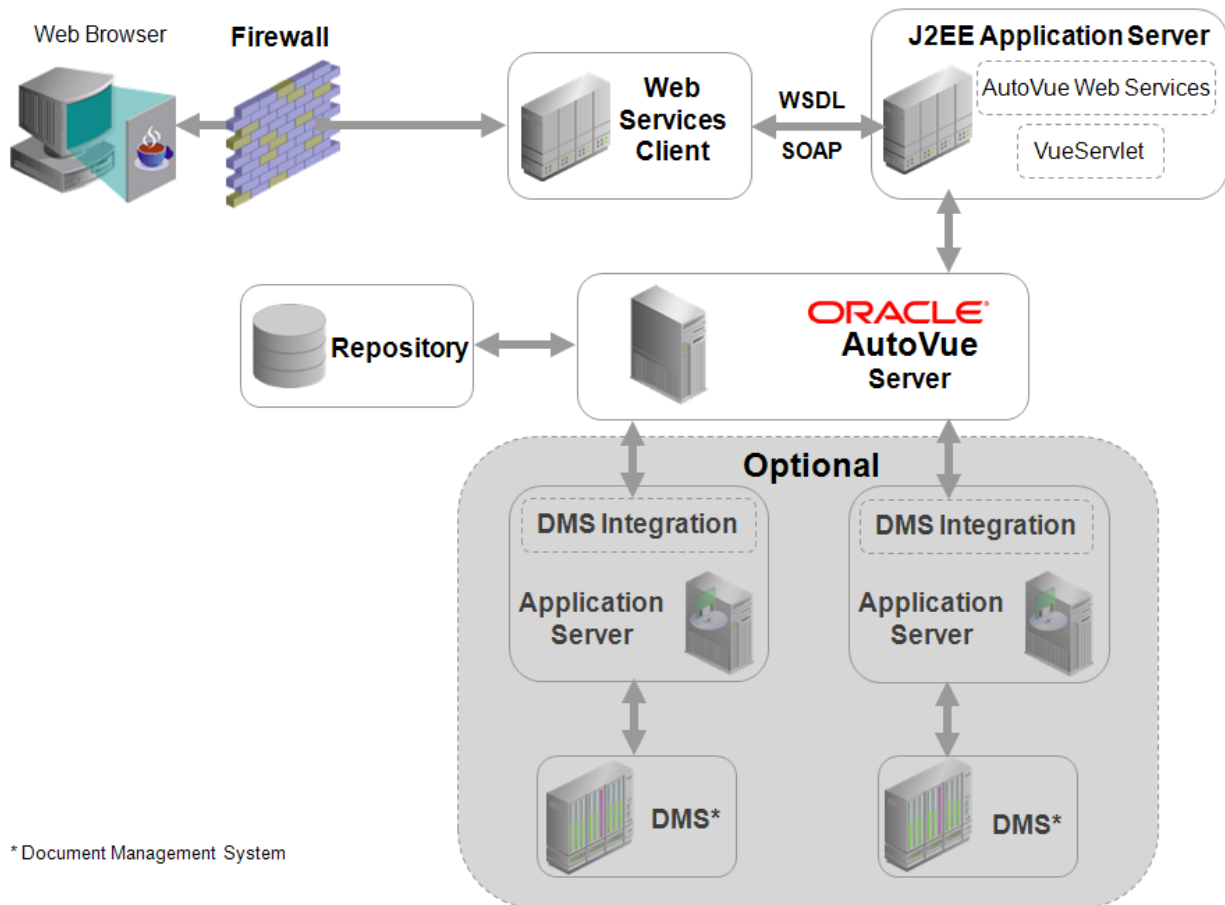 Web Browser
Firewall
Web
Services
Client
WSDL
SOAP
J2EE Application Server
AutoVue Web Services
VueServlet
Repository
ORACLE®
AutoVue
Server
Optional
DMS Integration
Application
Server
DMS Integration
Application
Server
DMS*
DMS*
* Document Management System